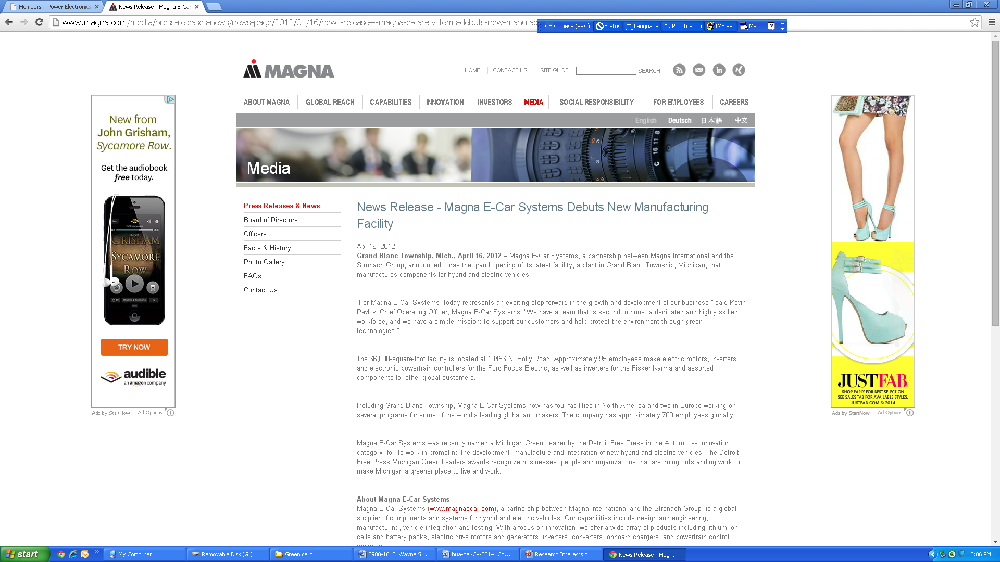 Members « Power Electronics
News Release - Magna E-Car
www.magna.com/media/press-releases-news/news-page/2012/04/16/news-release---magna-e-car-systems-debuts-new-manufac
CH Chinese (PRC) Status 英 Language Punctuation IME Pad Menu
MAGNA
HOME CONTACT US SITE GUIDE SEARCH
ABOUT MAGNA GLOBAL REACH CAPABILITIES INNOVATION INVESTORS MEDIA SOCIAL RESPONSIBILITY FOR EMPLOYEES CAREERS
English Deutsch 日本語 中文
Media
Press Releases & News
Board of Directors
Officers
Facts & History
Photo Gallery
FAQs
Contact Us
News Release - Magna E-Car Systems Debuts New Manufacturing
Facility
Apr 16, 2012
Grand Blanc Township, Mich., April 16, 2012 – Magna E-Car Systems, a partnership between Magna International and the
Stronach Group, announced today the grand opening of its latest facility, a plant in Grand Blanc Township, Michigan, that
manufactures components for hybrid and electric vehicles.
"For Magna E-Car Systems, today represents an exciting step forward in the growth and development of our business," said Kevin
Pavlov, Chief Operating Officer, Magna E-Car Systems. "We have a team that is second to none, a dedicated and highly skilled
workforce, and we have a simple mission: to support our customers and help protect the environment through green
technologies."
The 66,000-square-foot facility is located at 10456 N. Holly Road. Approximately 95 employees make electric motors, inverters
and electronic powertrain controllers for the Ford Focus Electric, as well as inverters for the Fisker Karma and assorted
components for other global customers.
Including Grand Blanc Township, Magna E-Car Systems now has four facilities in North America and two in Europe working on
several programs for some of the world's leading global automakers. The company has approximately 700 employees globally.
Magna E-Car Systems was recently named a Michigan Green Leader by the Detroit Free Press in the Automotive Innovation
category, for its work in promoting the development, manufacture and integration of new hybrid and electric vehicles. The Detroit
Free Press Michigan Green Leaders awards recognize businesses, people and organizations that are doing outstanding work to
make Michigan a greener place to live and work.
About Magna E-Car Systems
Magna E-Car Systems (www.magnaecar.com), a partnership between Magna International and the Stronach Group, is a global
supplier of components and systems for hybrid and electric vehicles. Our capabilities include design and engineering,
manufacturing, vehicle integration and testing. With a focus on innovation, we offer a wide array of products including lithium-ion
cells and battery packs, electric drive motors and generators, inverters, converters, onboard chargers, and powertrain control
modules.
New from
John Grisham,
Sycamore Row.
Get the audiobook
free today.
GRISHAM
SYCAMORE
ROW
Chapters & Bookmarks
TRY NOW
audible
an amazon company
Ads by StartNow Ad Options
JUSTFAB
SHOP EARLY FOR BEST SELECTION
SEE SALES TAB FOR AVAILABLE STYLES.
JUSTFAB.COM © 2014
Ads by StartNow Ad Options
start My Computer Removable Disk (G:) Green card 0988-1610_Wayne S... hua-bai-CV-2014 [Co... Research Interests o... News Release - Magn... 2:06 PM